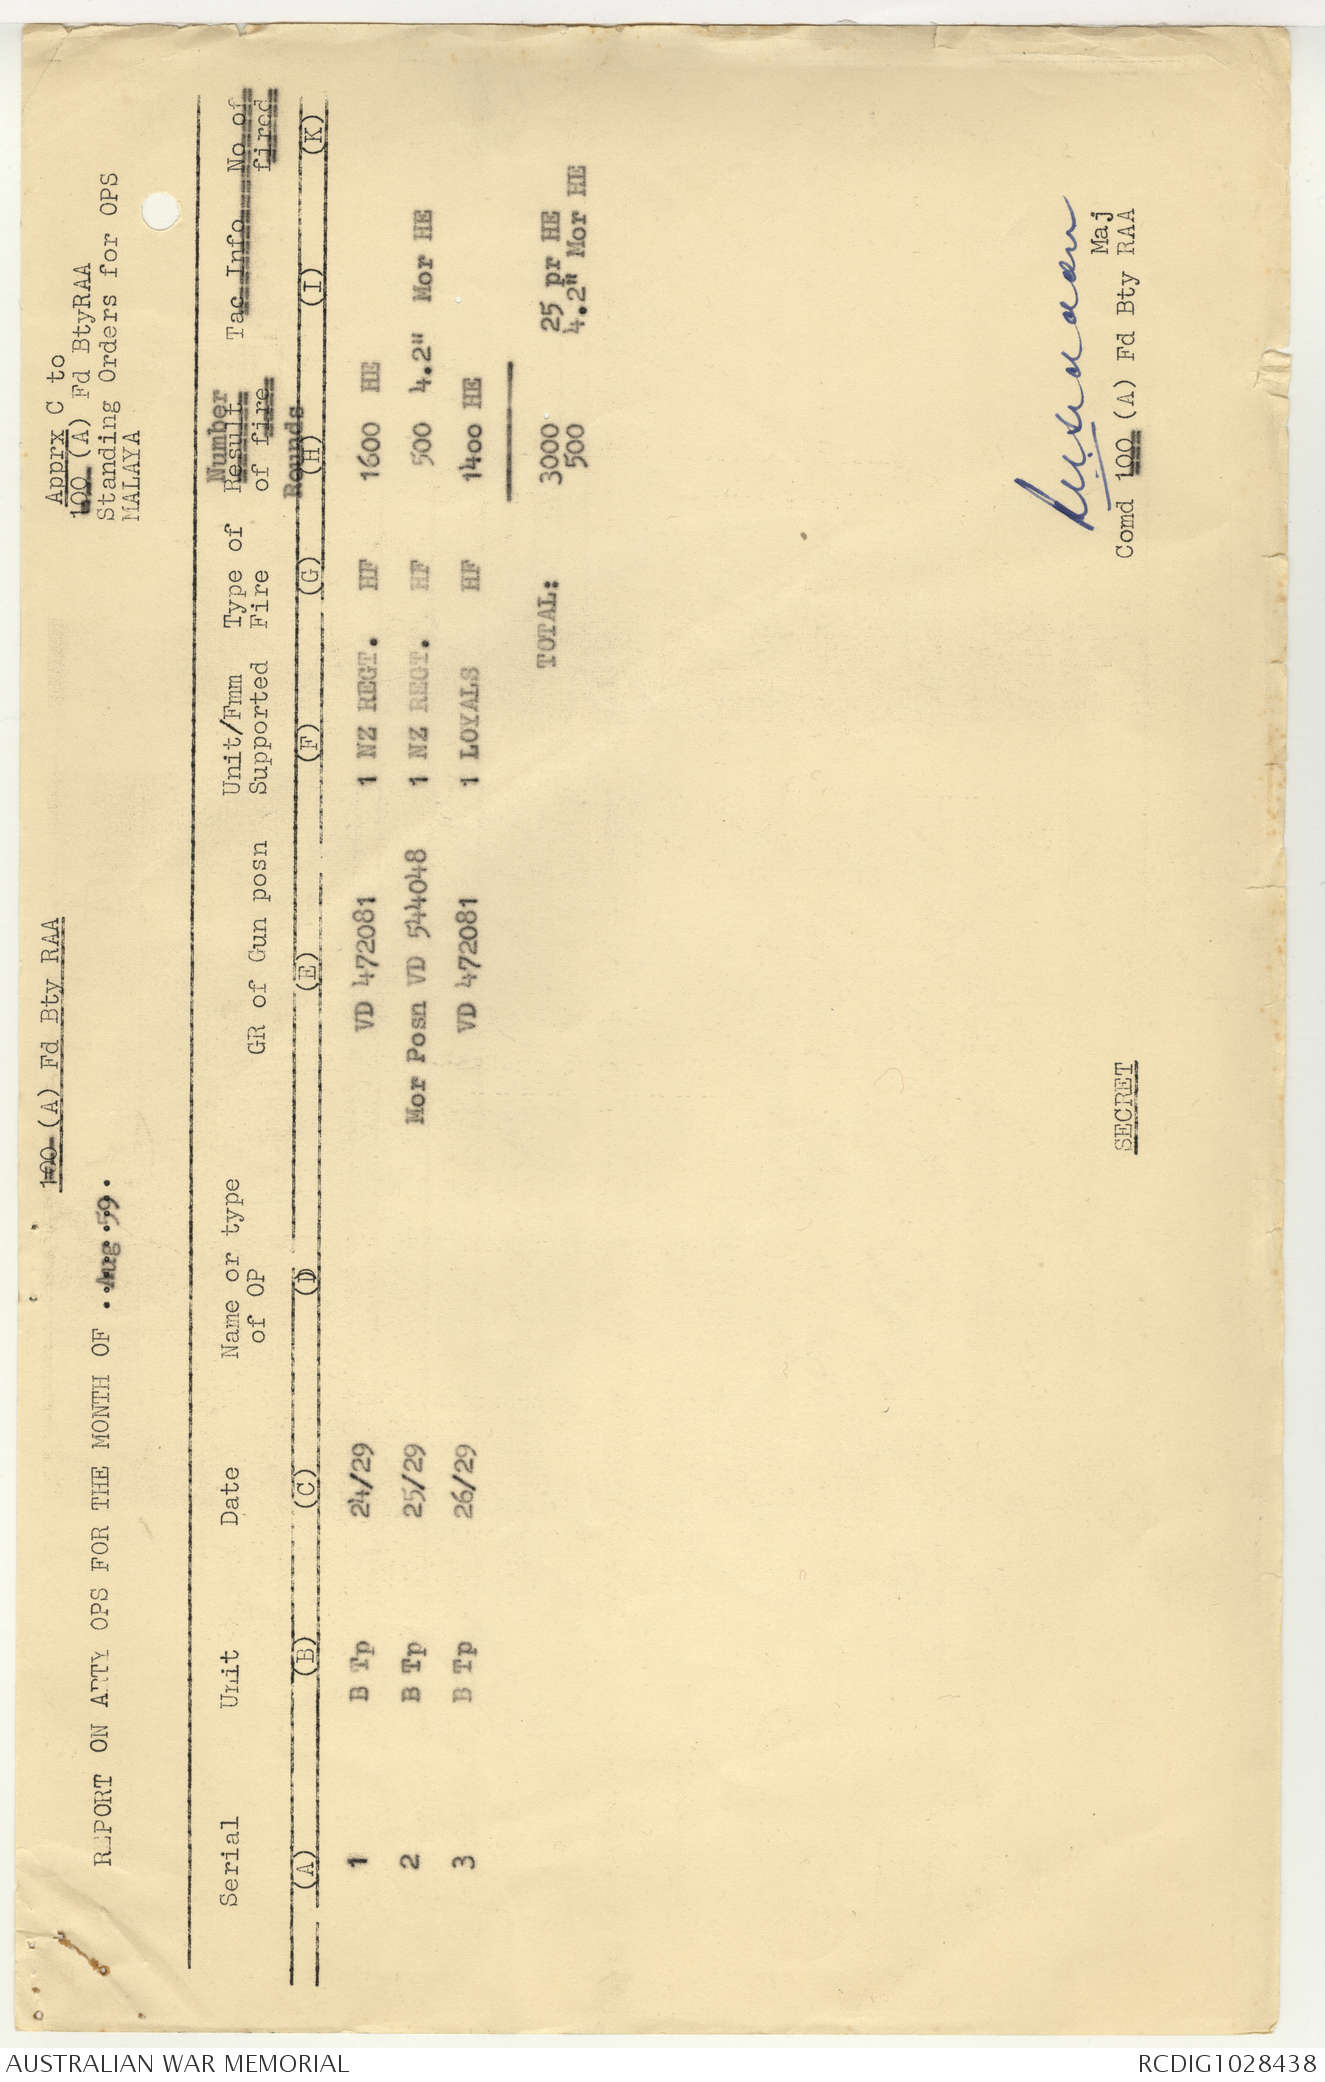 100 (A) Fd Bty RAA
Apprx C to
100 (A) Fd BtyRAA
Standing Orders for OPS
MALAYA
REPORT ON ARTY OPS FOR THE MONTH OF ..Aug.59.
Serial Unit Date Name or type of OP GR of Gun posn Unit/Fmm Supported Type of Fire Result of fire Number Rounds Tac Info No of fired
(A) (B) (C) (D) (E) (F) (G) (H) (I) (K)
1 B Tp 24/29 VD 472081 1 NZ REGT. HF 1600 HE
2 B Tp 25/29 Mor Posn VD 544048 1 NZ REGT. HF 500 4.2" Mor HE
3 B Tp 26/29 VD 472081 1 LOYALS HF 1400 HE
TOTAL: 3000 25 pr HE
500 4.2" Mor HE
Maj
Comd 100 (A) Fd Bty RAA
SECRET
AUSTRALIAN WAR MEMORIAL
RCDIG1028438